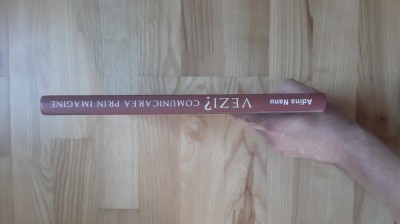 Adina Nanu
VEZI? COMUNICAREA PRIN IMAGINE